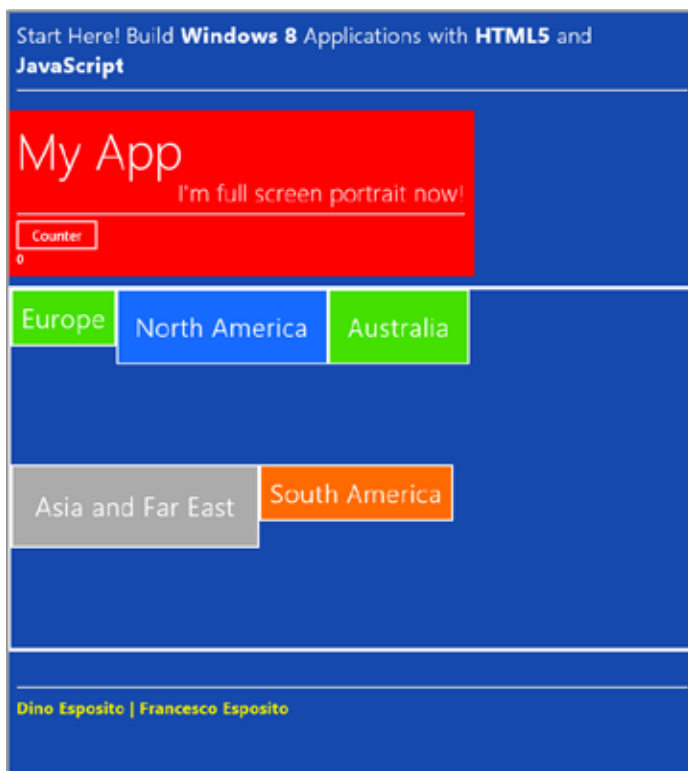 Start Here! Build Windows 8 Applications with HTML5 and
JavaScript
My App
I'm full screen portrait now!
Counter
0
Europe
North America
Australia
Asia and Far East
South America
Dino Esposito | Francesco Esposito